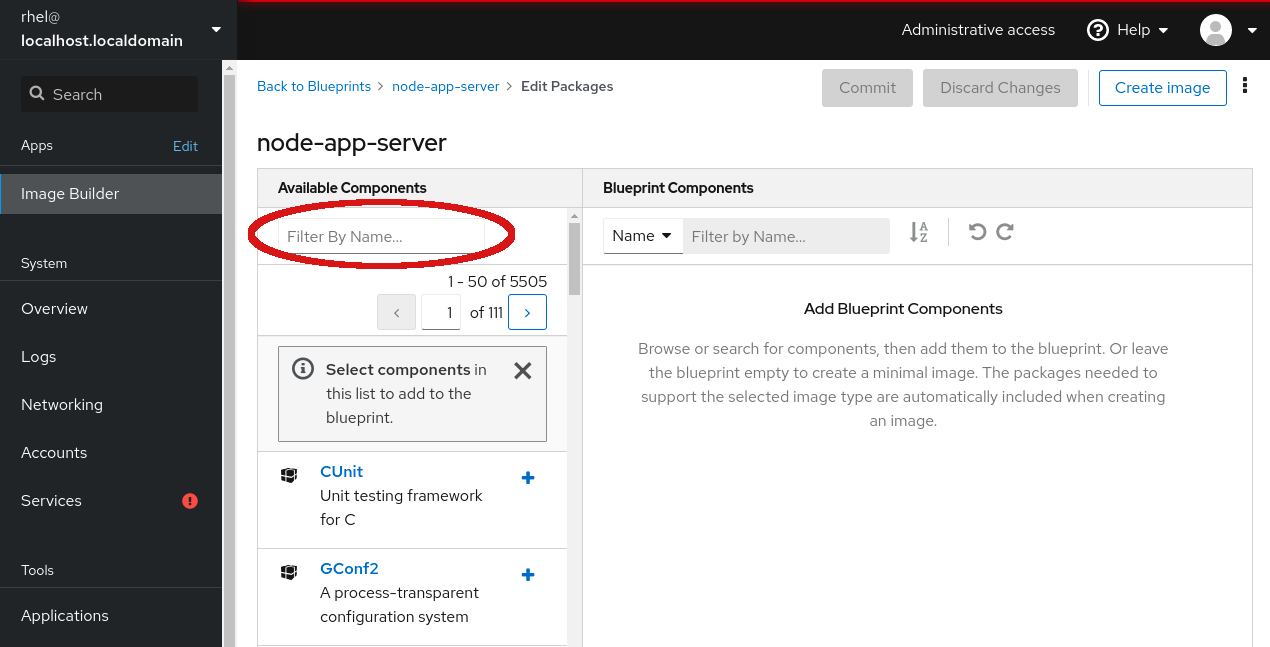 rhel@
localhost.localdomain
Administrative access
Help
Search
Apps
Edit
Image Builder
System
Overview
Logs
Networking
Accounts
Services
Tools
Applications
Back to Blueprints > node-app-server > Edit Packages
Commit
Discard Changes
Create image
node-app-server
Available Components
Filter By Name...
1 - 50 of 5505
< 1 of 111 >
Select components in
this list to add to the
blueprint.
CUnit
Unit testing framework
for C
GConf2
A process-transparent
configuration system
Blueprint Components
Name
Filter by Name...
A
Z
Add Blueprint Components
Browse or search for components, then add them to the blueprint. Or leave
the blueprint empty to create a minimal image. The packages needed to
support the selected image type are automatically included when creating
an image.